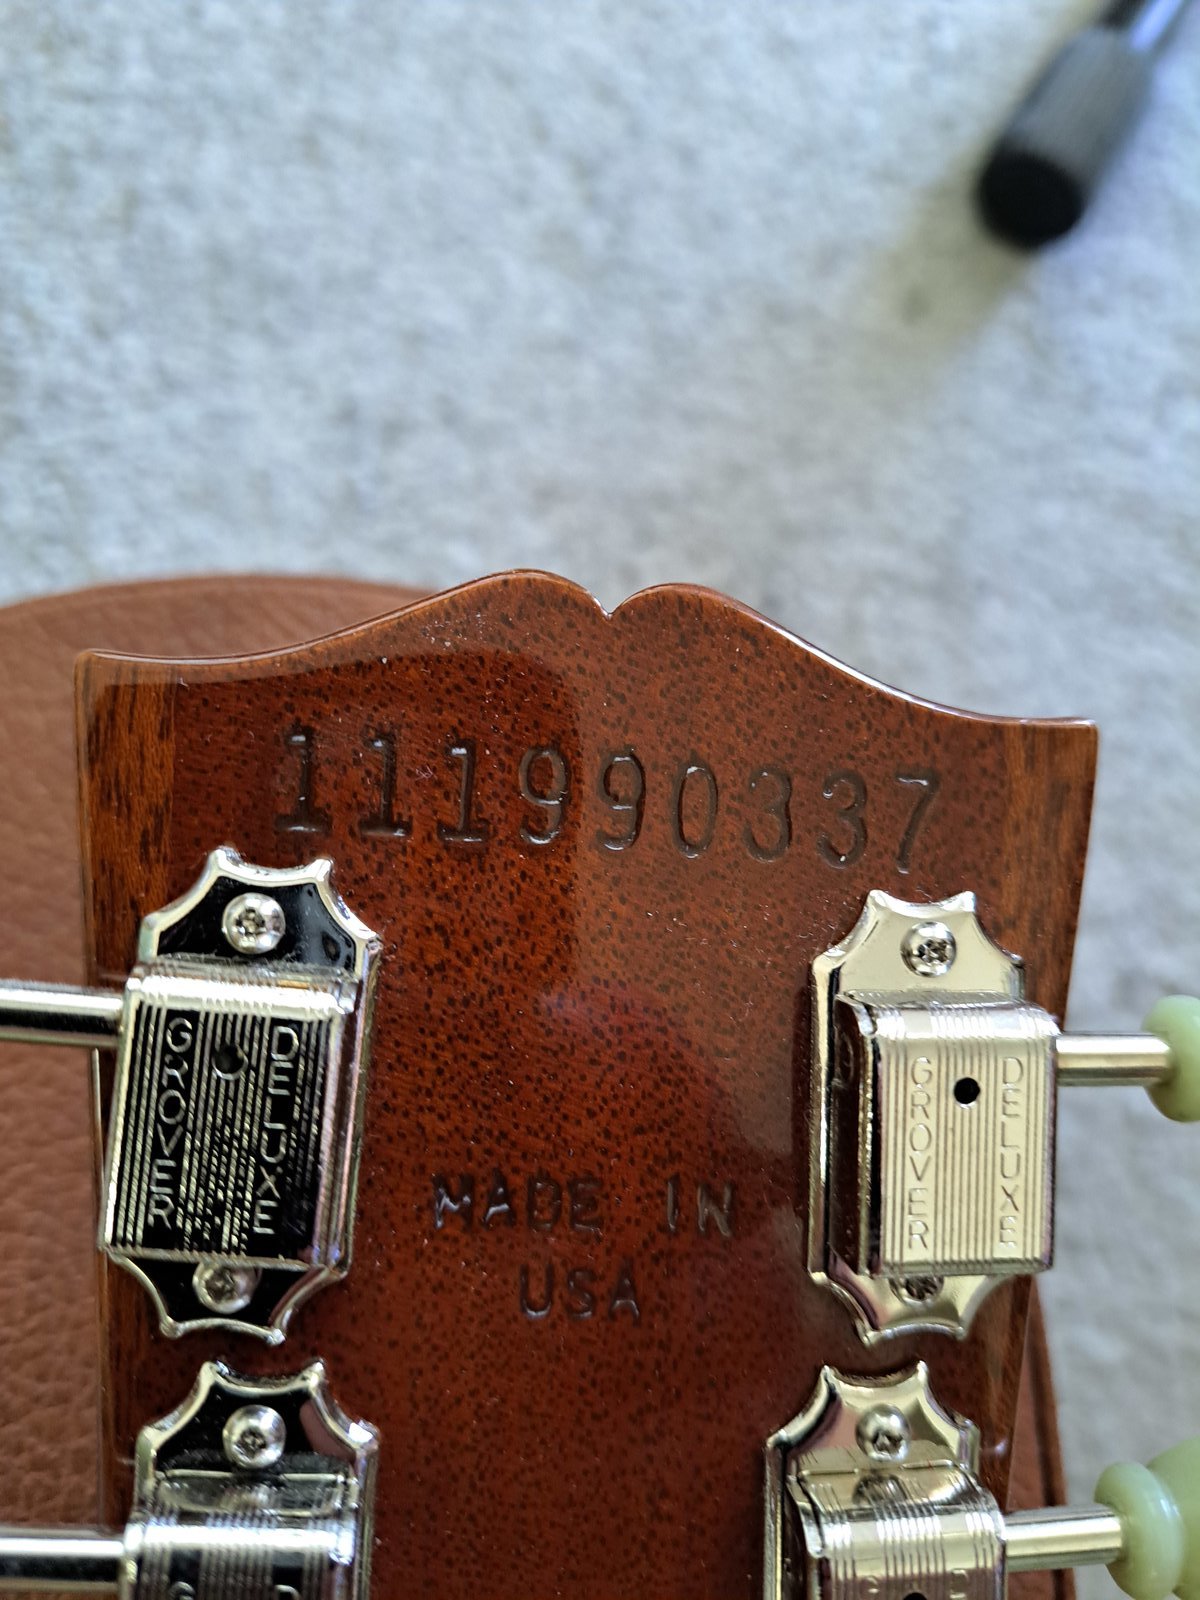 111990337
GROVER DELUXE
GROVER DELUXE
MADE IN
USA
G D
G D